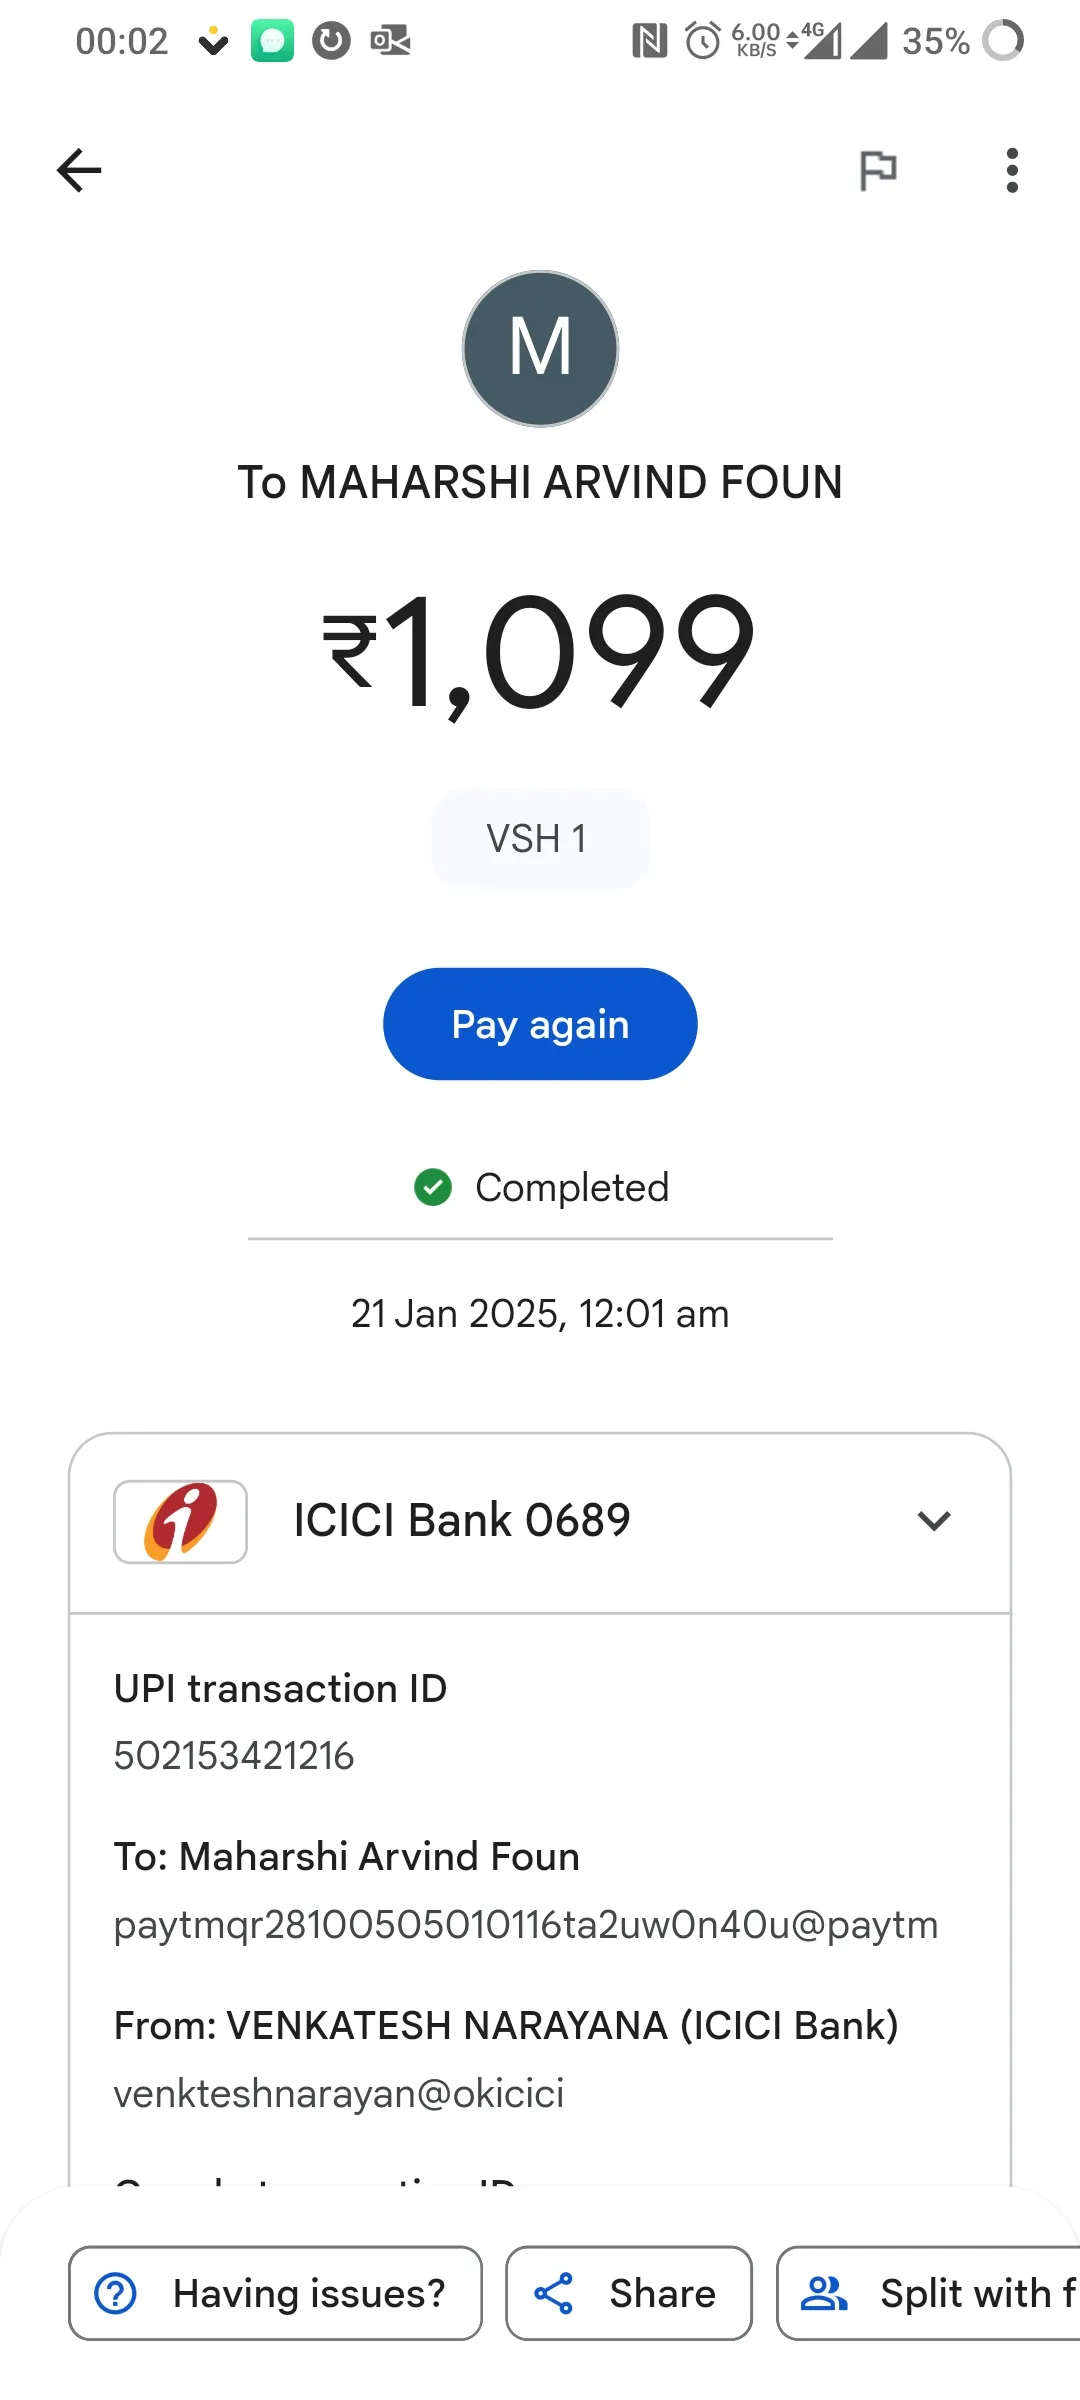 00:02 6.00 KB/S 4G 35%
M
To MAHARSHI ARVIND FOUN
₹1,099
VSH 1
Pay again
Completed
21 Jan 2025, 12:01 am
ICICI Bank 0689
UPI transaction ID
502153421216
To: Maharshi Arvind Foun
paytmqr28100505010116ta2uw0n40u@paytm
From: VENKATESH NARAYANA (ICICI Bank)
venkteshnarayan@okicici
Having issues?
Share
Split with f